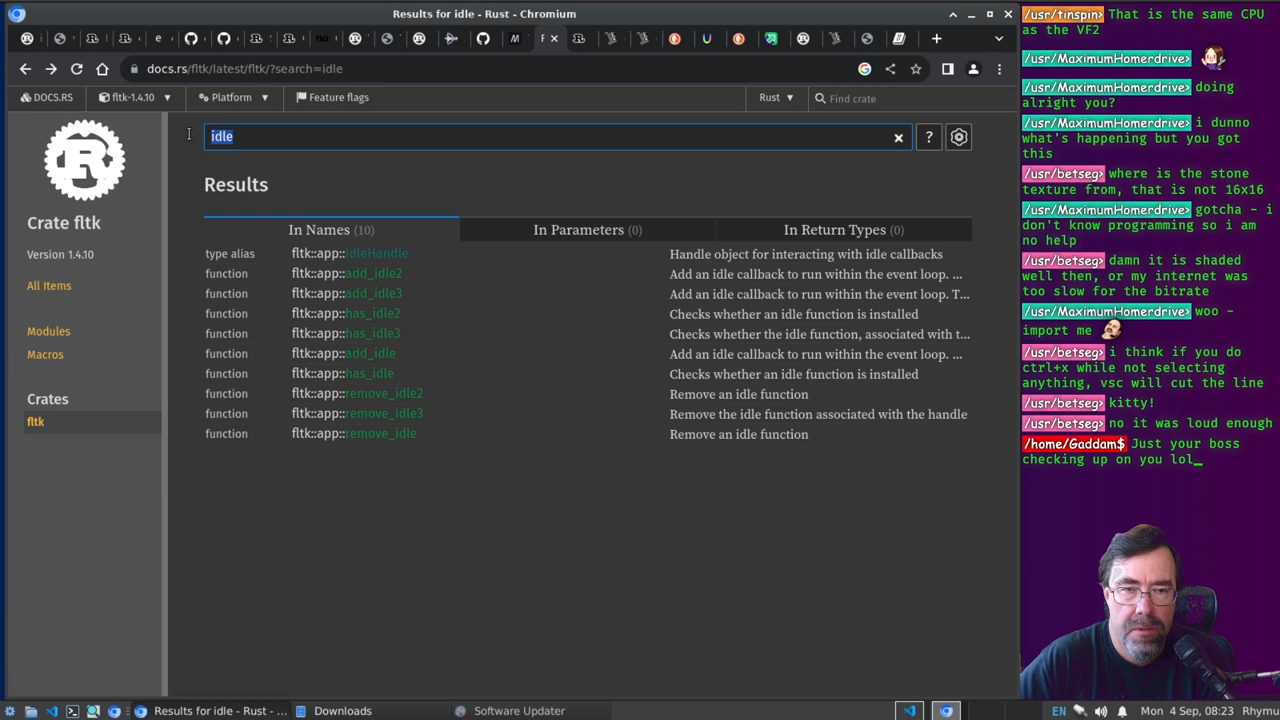 Results for idle - Rust - Chromium
docs.rs/fltk/latest/fltk/?search=idle
DOCS.RS
fltk-1.4.10
Platform
Feature flags
Rust
Find crate
idle
?
Crate fltk
Version 1.4.10
All Items
Modules
Macros
Crates
fltk
Results
In Names (10)
In Parameters (0)
In Return Types (0)
type alias fltk::app::IdleHandle Handle object for interacting with idle callbacks
function fltk::app::add_idle2 Add an idle callback to run within the event loop. …
function fltk::app::add_idle3 Add an idle callback to run within the event loop. T…
function fltk::app::has_idle2 Checks whether an idle function is installed
function fltk::app::has_idle3 Checks whether the idle function, associated with t…
function fltk::app::add_idle Add an idle callback to run within the event loop. …
function fltk::app::has_idle Checks whether an idle function is installed
function fltk::app::remove_idle2 Remove an idle function
function fltk::app::remove_idle3 Remove the idle function associated with the handle
function fltk::app::remove_idle Remove an idle function
/usr/tinspin> That is the same CPU
as the VF2
/usr/MaximumHomerdrive>
/usr/MaximumHomerdrive> doing
alright you?
/usr/MaximumHomerdrive> i dunno
what's happening but you got
this
/usr/betseg> where is the stone
texture from, that is not 16x16
/usr/MaximumHomerdrive> gotcha - i
don't know programming so i am
no help
/usr/betseg> damn it is shaded
well then, or my internet was
too slow for the bitrate
/usr/MaximumHomerdrive> woo -
import me
/usr/betseg> i think if you do
ctrl+x while not selecting
anything, vsc will cut the line
/usr/betseg> kitty!
/usr/betseg> no it was loud enough
/home/Gaddam$ Just your boss
checking up on you lol_
Results for idle - Rust - ...
Downloads
Software Updater
EN
Mon 4 Sep, 08:23
Rhymu